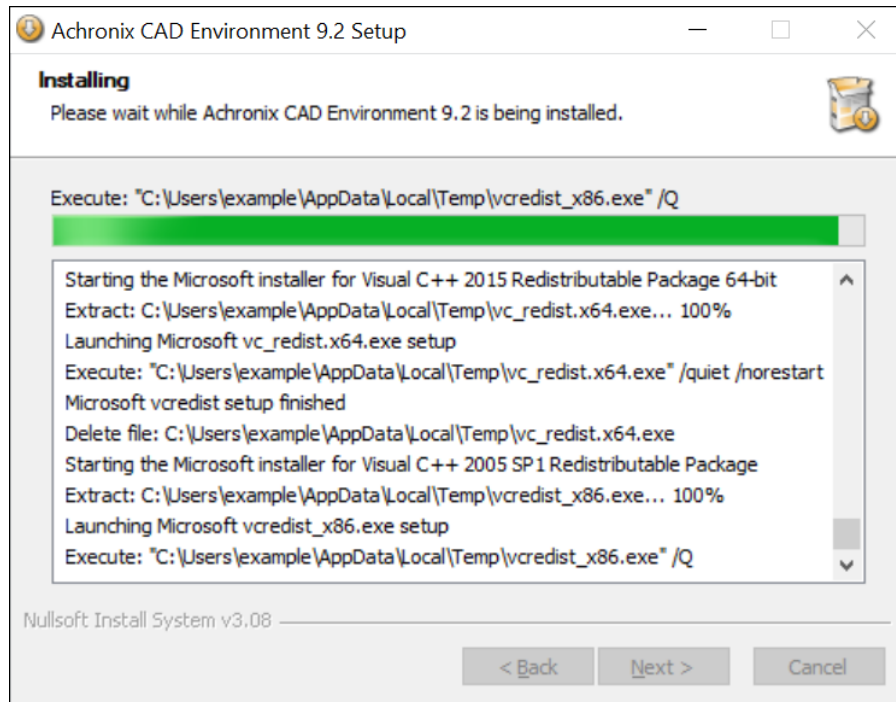 Achronix CAD Environment 9.2 Setup
Installing
Please wait while Achronix CAD Environment 9.2 is being installed.
Execute: "C:\Users\example\AppData\Local\Temp\vcredist_x86.exe" /Q
Starting the Microsoft installer for Visual C++ 2015 Redistributable Package 64-bit
Extract: C:\Users\example\AppData\Local\Temp\vc_redist.x64.exe... 100%
Launching Microsoft vc_redist.x64.exe setup
Execute: "C:\Users\example\AppData\Local\Temp\vc_redist.x64.exe" /quiet /norestart
Microsoft vcredist setup finished
Delete file: C:\Users\example\AppData\Local\Temp\vc_redist.x64.exe
Starting the Microsoft installer for Visual C++ 2005 SP1 Redistributable Package
Extract: C:\Users\example\AppData\Local\Temp\vcredist_x86.exe... 100%
Launching Microsoft vcredist_x86.exe setup
Execute: "C:\Users\example\AppData\Local\Temp\vcredist_x86.exe" /Q
Nullsoft Install System v3.08
< Back Next > Cancel